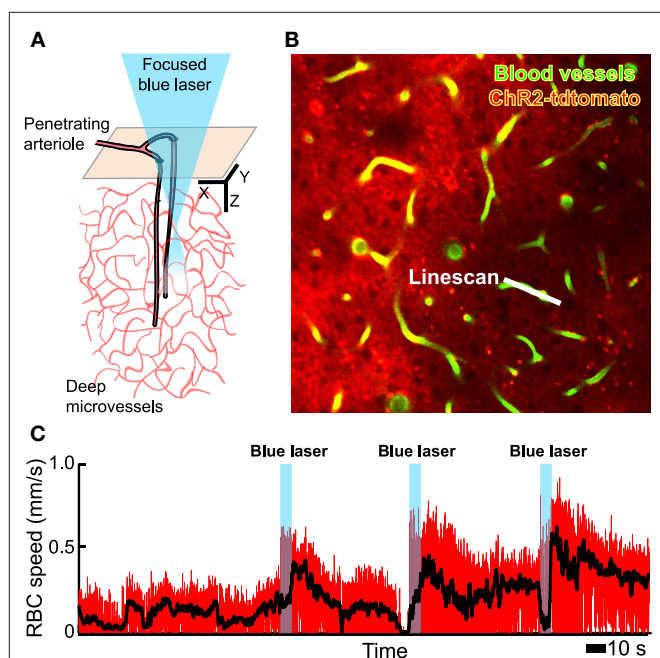 A
Focused
blue laser
Penetrating
arteriole
Y
X
Z
Deep
microvessels
B
Blood vessels
ChR2-tdtomato
Linescan
C
Blue laser
Blue laser
Blue laser
1.0
0.5
0
RBC speed (mm/s)
Time
10 s